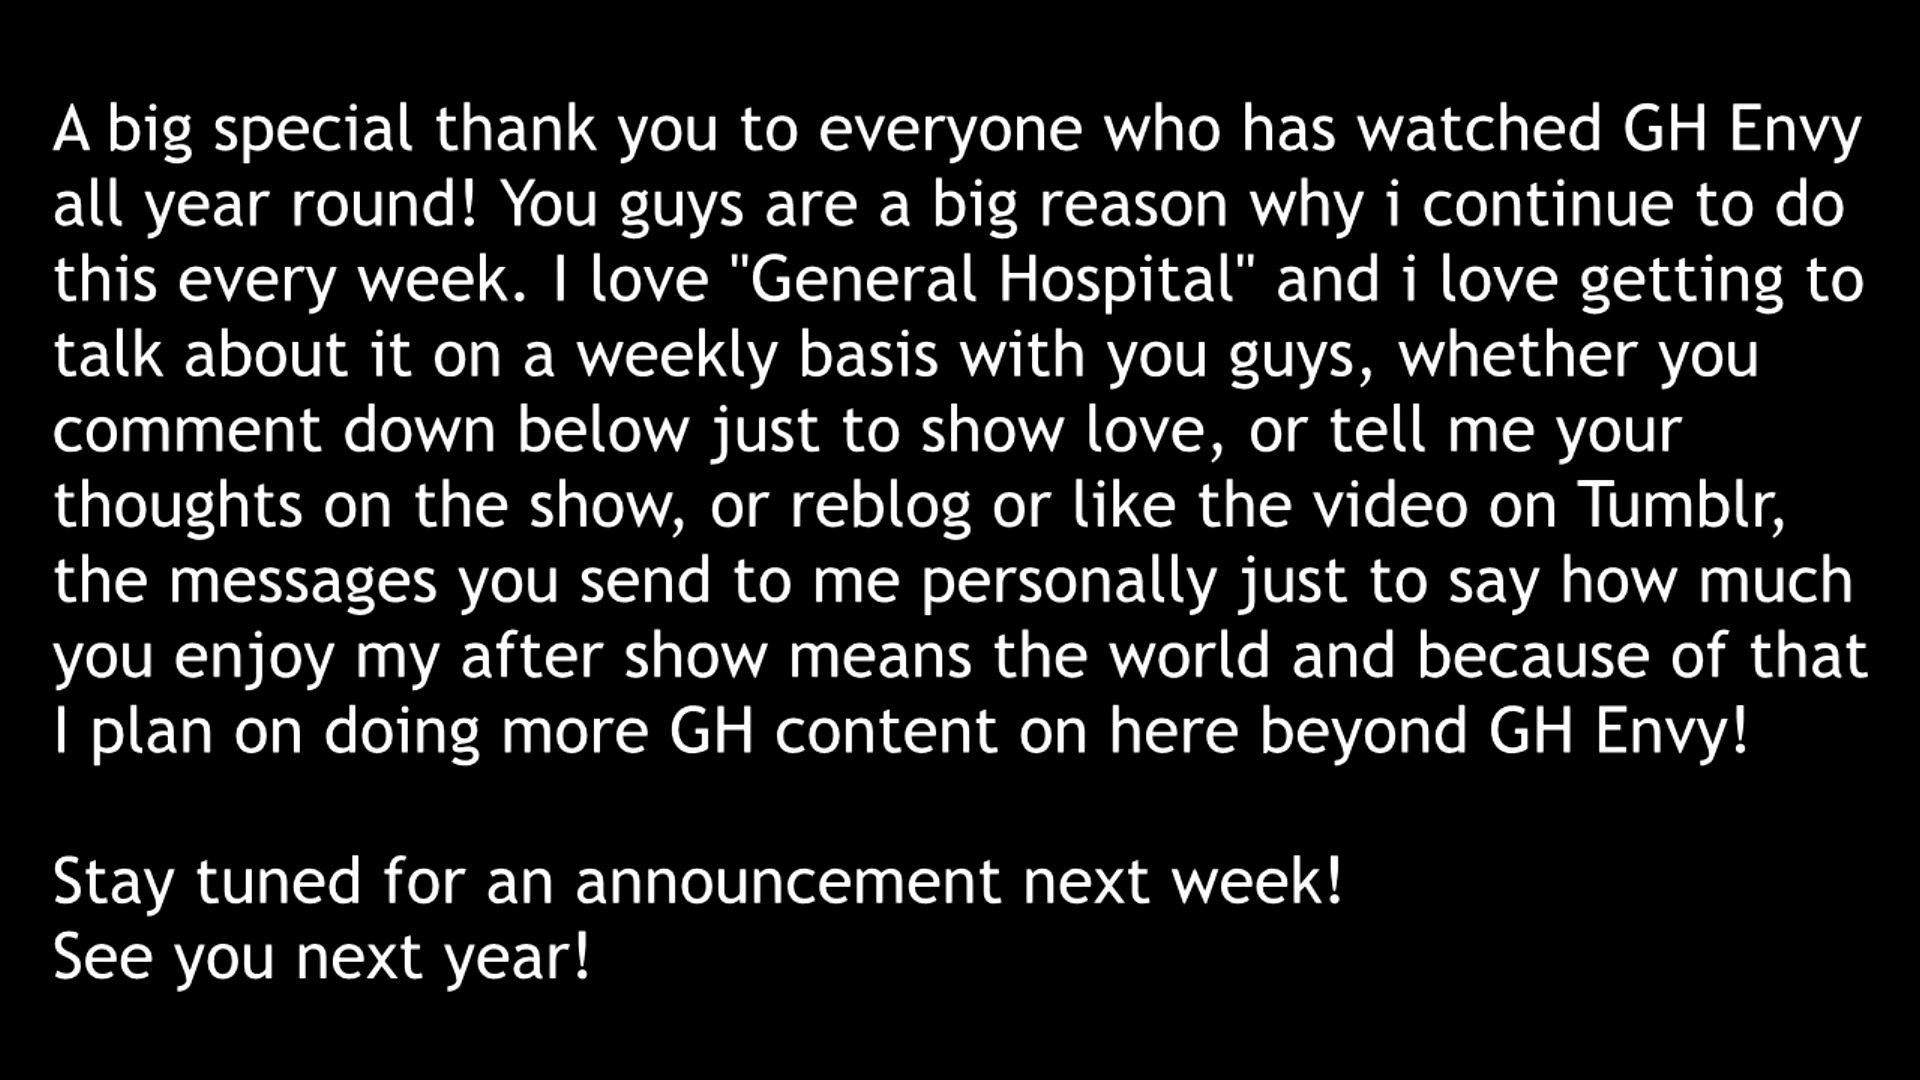 A big special thank you to everyone who has watched GH Envy
all year round! You guys are a big reason why i continue to do
this every week. I love "General Hospital" and i love getting to
talk about it on a weekly basis with you guys, whether you
comment down below just to show love, or tell me your
thoughts on the show, or reblog or like the video on Tumblr,
the messages you send to me personally just to say how much
you enjoy my after show means the world and because of that
I plan on doing more GH content on here beyond GH Envy!
Stay tuned for an announcement next week!
See you next year!